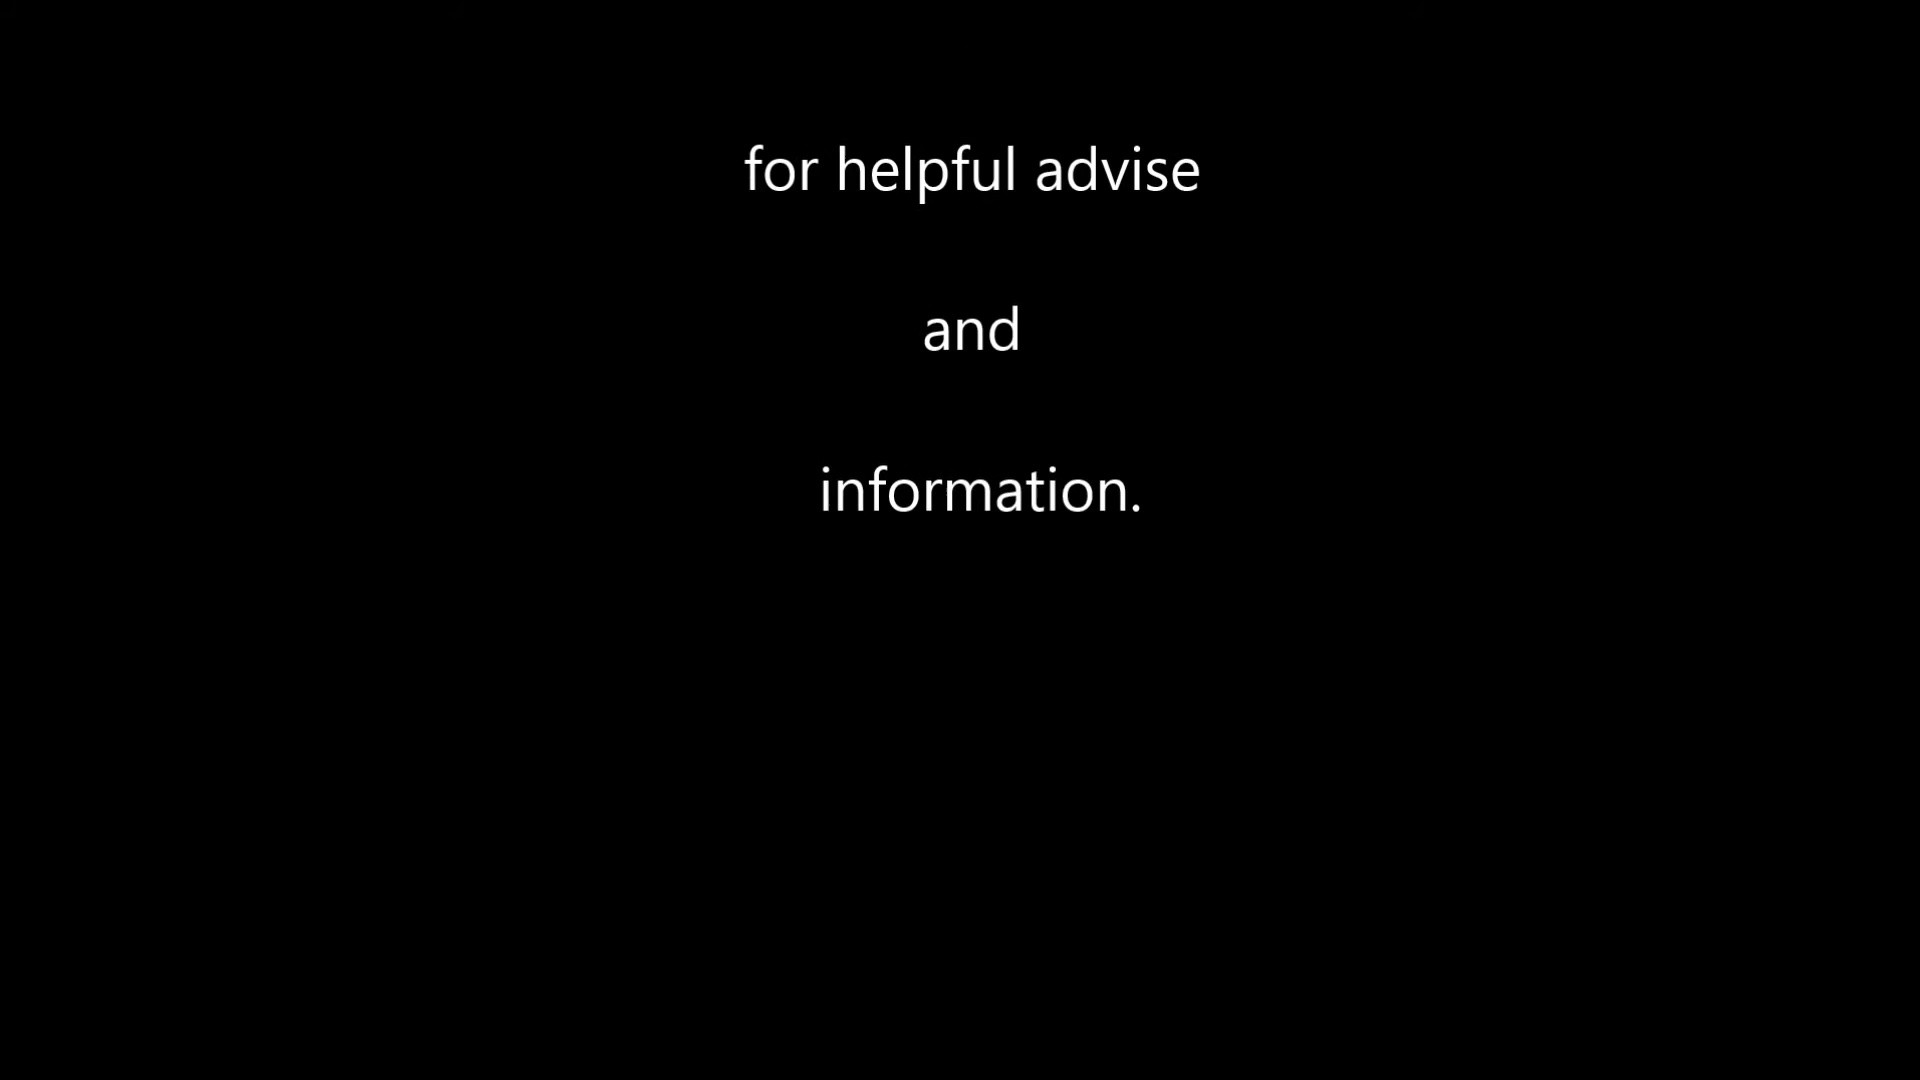 for helpful advise
and
information.